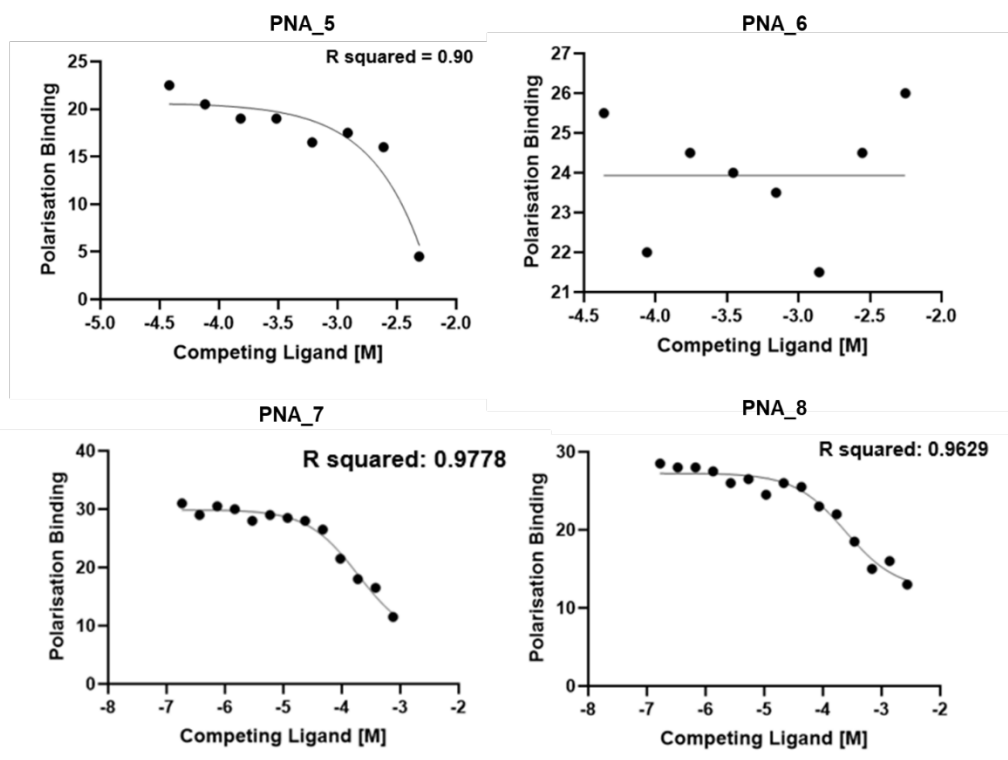 PNA_5
R squared = 0.90
Polarisation Binding
25
20
15
10
5
0
-5.0 -4.5 -4.0 -3.5 -3.0 -2.5 -2.0
Competing Ligand [M]
PNA_6
Polarisation Binding
27
26
25
24
23
22
21
-4.5 -4.0 -3.5 -3.0 -2.5 -2.0
Competing Ligand [M]
PNA_7
R squared: 0.9778
Polarisation Binding
40
30
20
10
0
-8 -7 -6 -5 -4 -3 -2
Competing Ligand [M]
PNA_8
R squared: 0.9629
Polarisation Binding
30
20
10
0
-8 -7 -6 -5 -4 -3 -2
Competing Ligand [M]